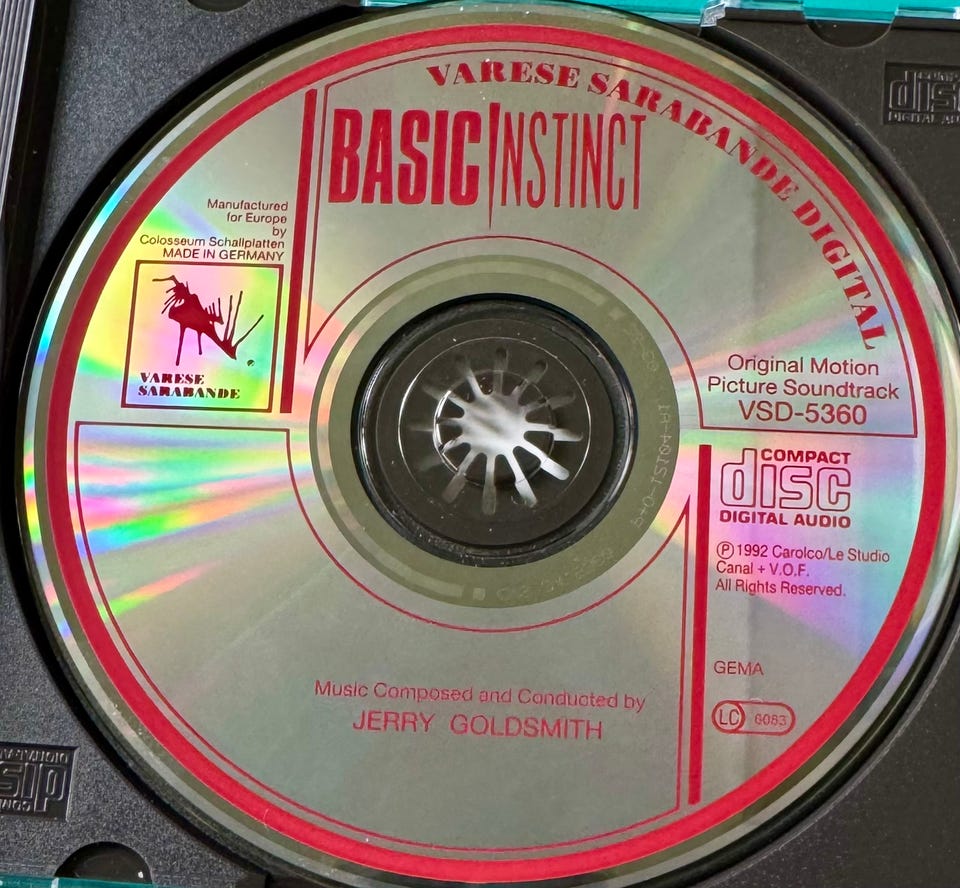 VARESE SARABANDE DIGITAL
BASIC INSTINCT
Manufactured
for Europe
by
Colosseum Schallplatten
MADE IN GERMANY
VARESE
SARABANDE
Original Motion
Picture Soundtrack
VSD-5360
COMPACT
disc
DIGITAL AUDIO
℗ 1992 Carolco/Le Studio
Canal + V.O.F.
All Rights Reserved.
GEMA
LC 6083
Music Composed and Conducted by
JERRY GOLDSMITH